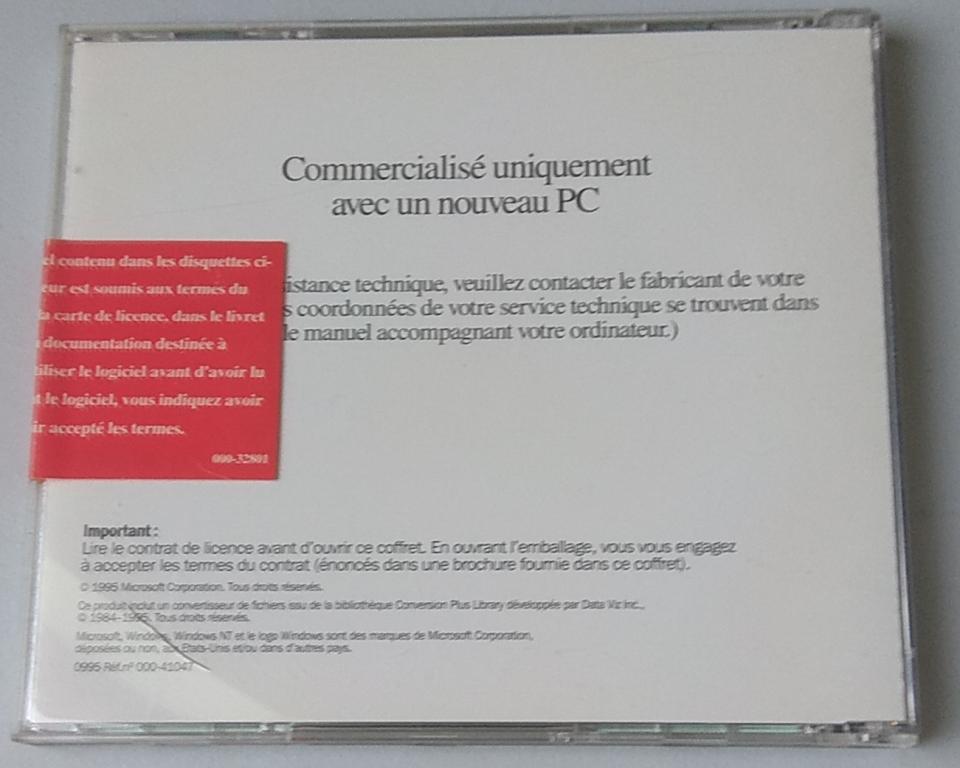 Commercialisé uniquement
avec un nouveau PC
istance technique, veuillez contacter le fabricant de votre
s coordonnées de votre service technique se trouvent dans
le manuel accompagnant votre ordinateur.)
el contenu dans les disquettes ci-
eur est soumis aux termes du
la carte de licence, dans le livret
documentation destinée à
tiliser le logiciel avant d'avoir lu
t le logiciel, vous indiquez avoir
ir accepté les termes.
000-32801
Important :
Lire le contrat de licence avant d'ouvrir ce coffret. En ouvrant l'emballage, vous vous engagez
à accepter les termes du contrat (énoncés dans une brochure fournie dans ce coffret).
© 1995 Microsoft Corporation. Tous droits réservés.
Ce produit inclut un convertisseur de fichiers issu de la bibliothèque Conversion Plus Library développée par Data Viz Inc.,
© 1984-1995. Tous droits réservés.
Microsoft, Windows, Windows NT et le logo Windows sont des marques de Microsoft Corporation,
déposées ou non, aux États-Unis et/ou dans d'autres pays.
0995 Réf.nº 000-41047